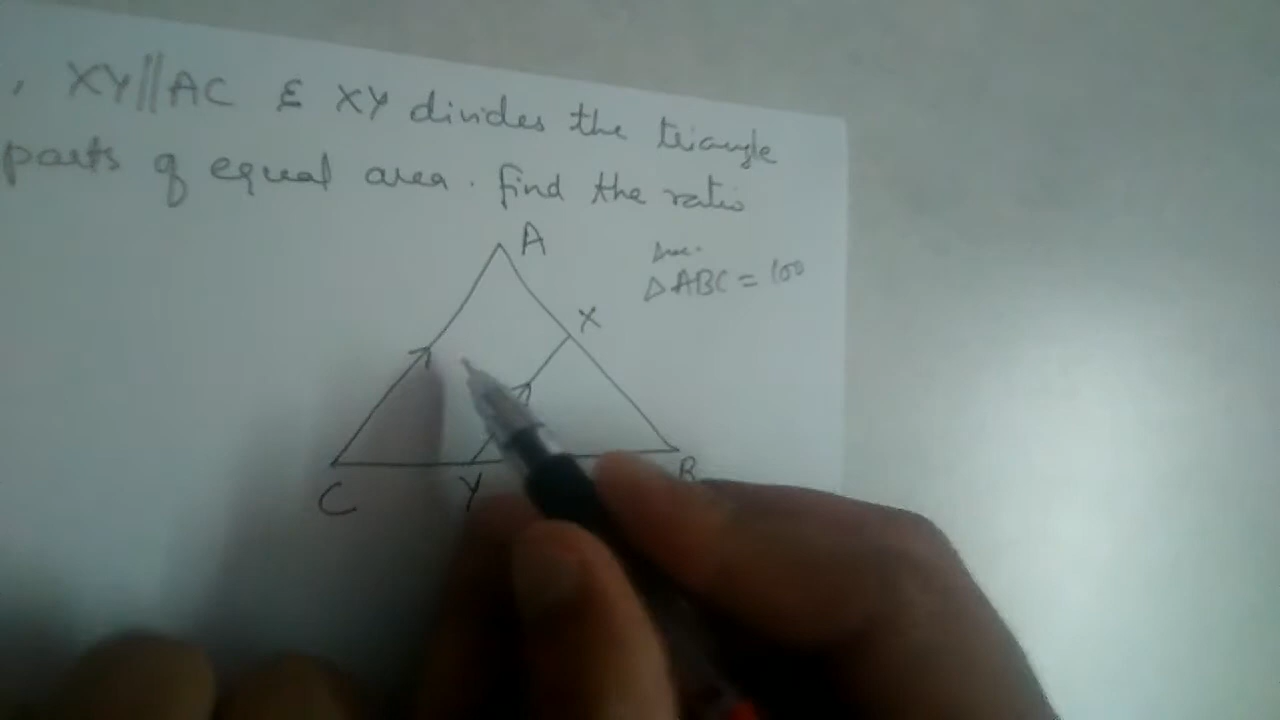 , XY||AC & XY divides the triangle
parts of equal area. find the ratio
A
X
ΔABC = 100
C
Y
B